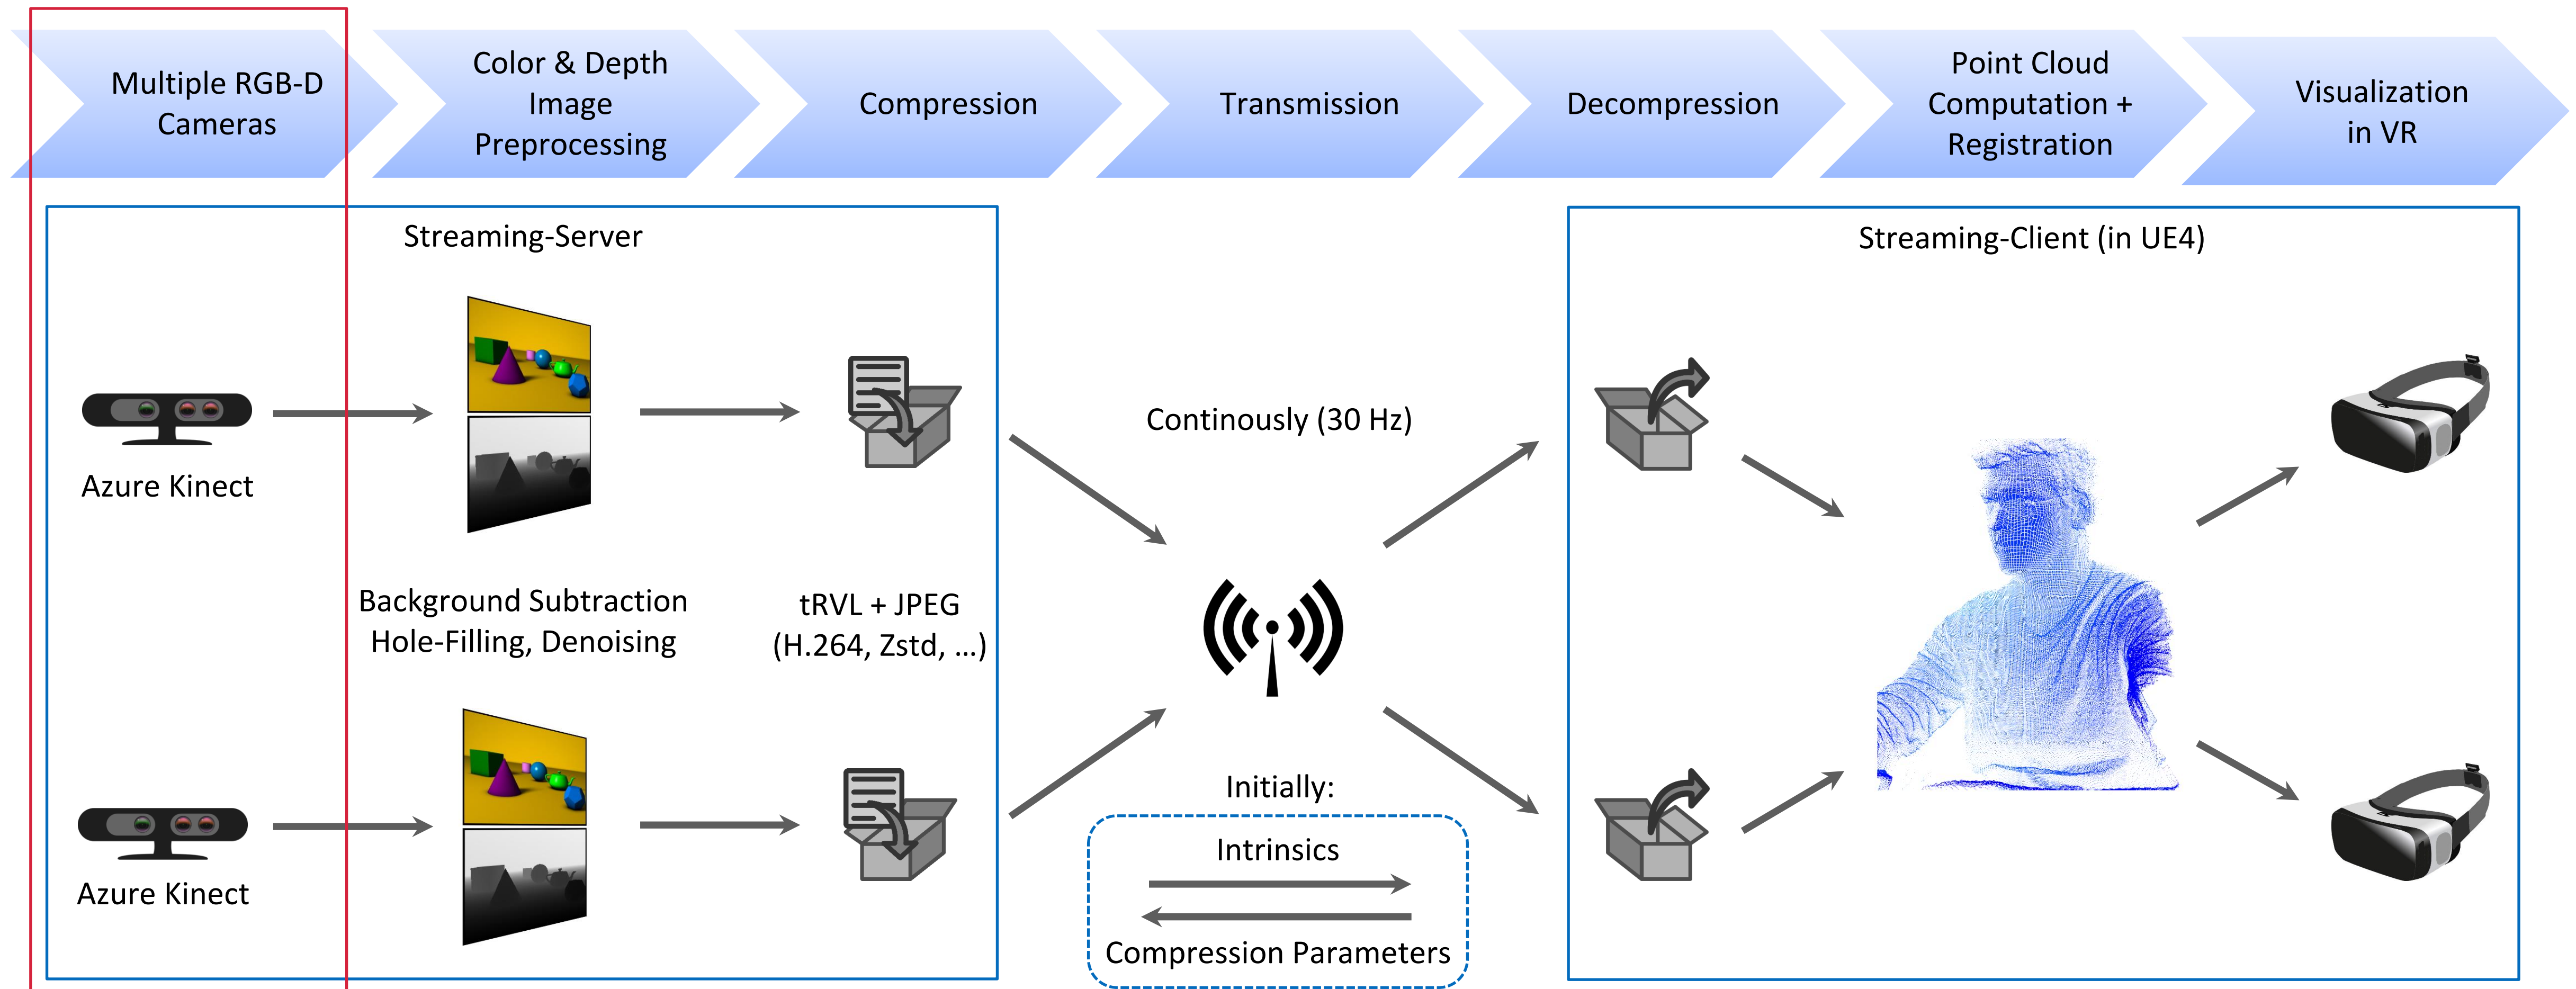 Multiple RGB-D
Cameras
Color & Depth
Image
Preprocessing
Compression
Transmission
Decompression
Point Cloud
Computation +
Registration
Visualization
in VR
Streaming-Server
Azure Kinect
Background Subtraction
Hole-Filling, Denoising
tRVL + JPEG
(H.264, Zstd, ...)
Azure Kinect
Continously (30 Hz)
Initially:
Intrinsics
Compression Parameters
Streaming-Client (in UE4)